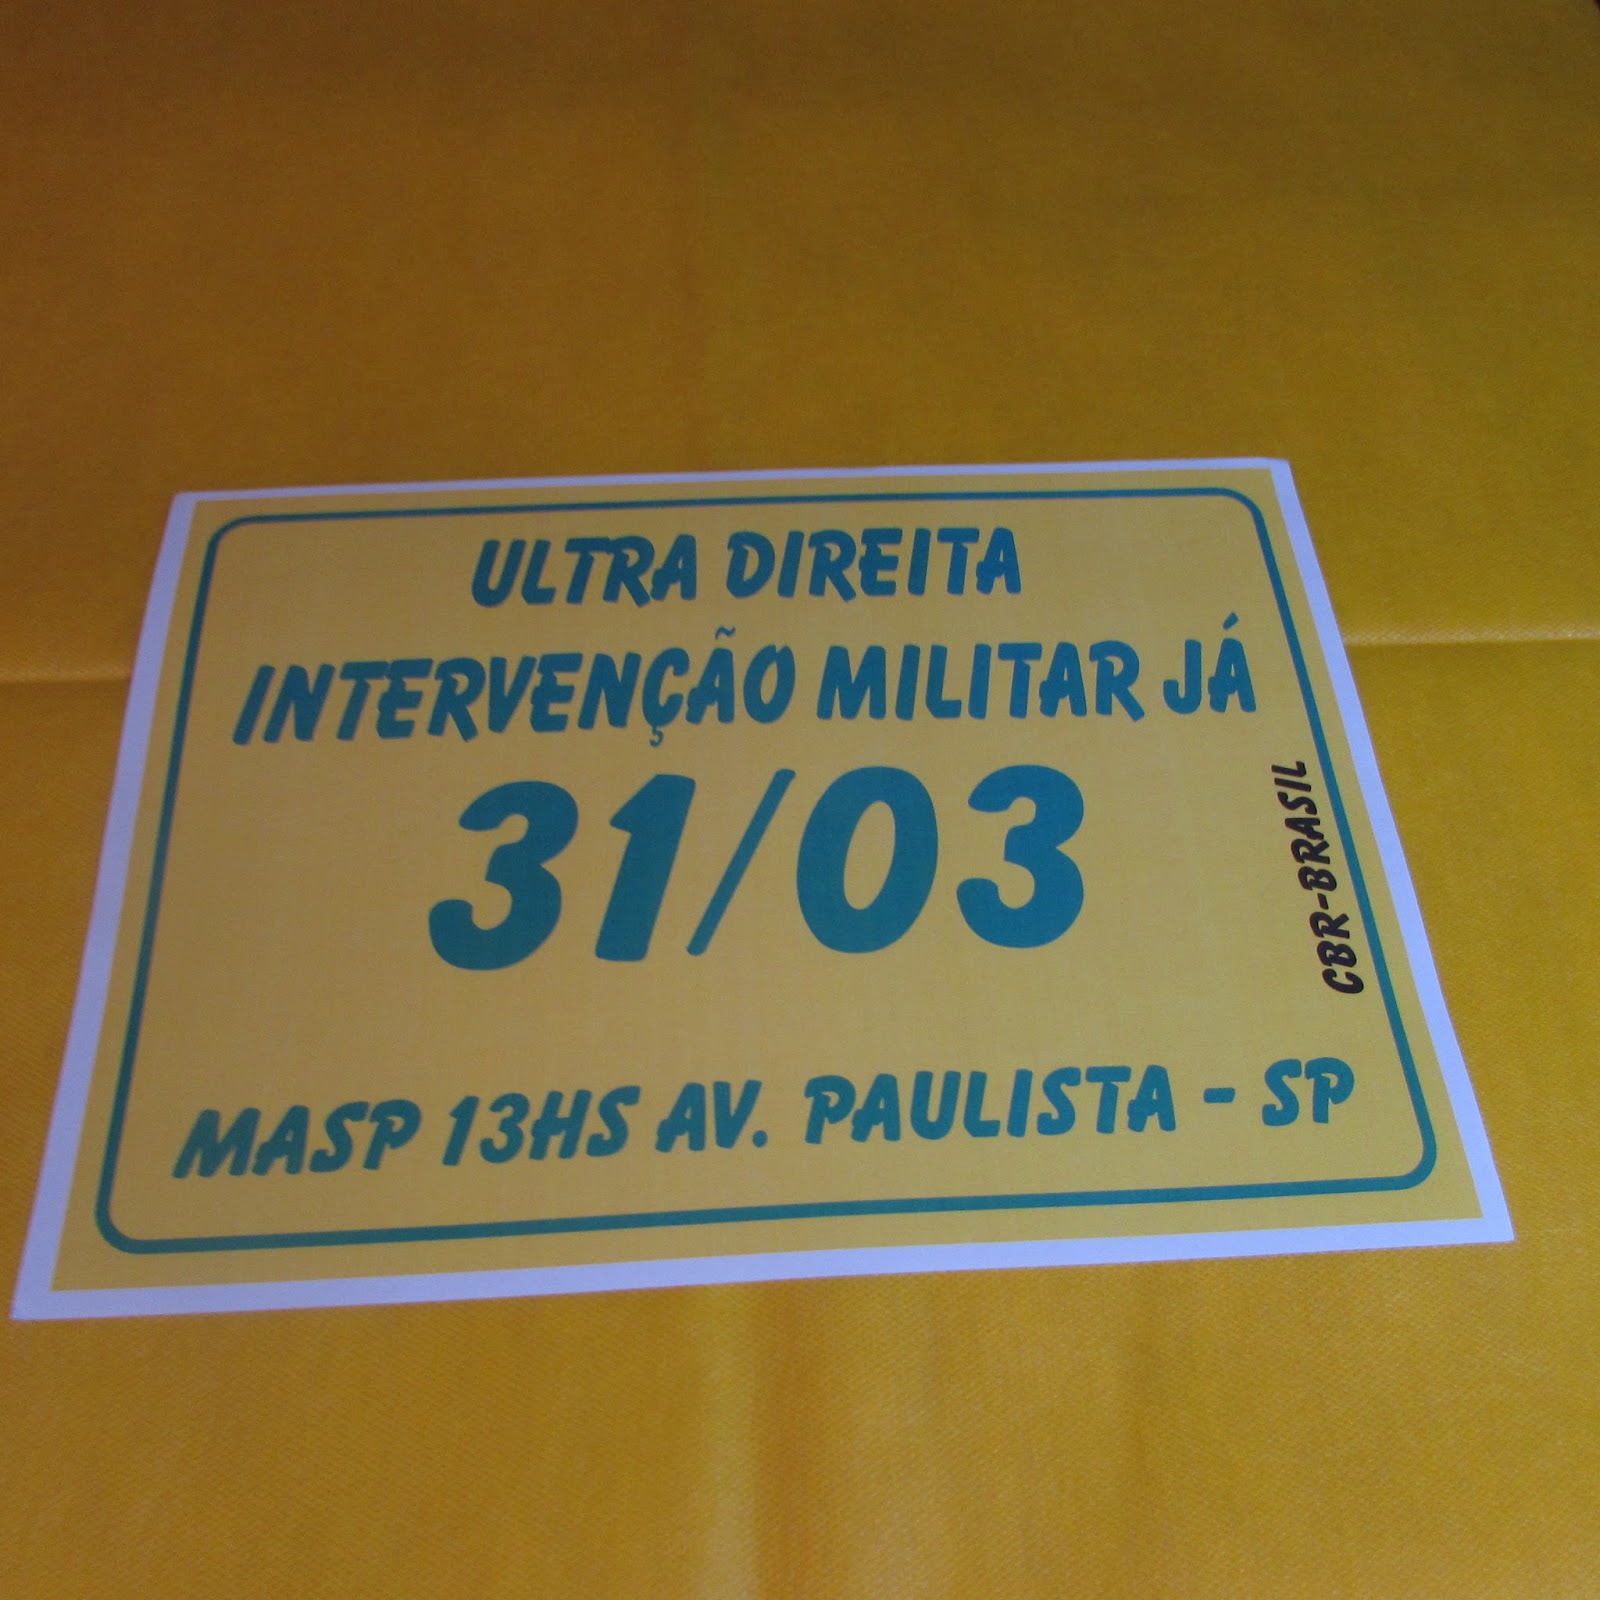 ULTRA DIREITA
INTERVENÇÃO MILITAR JÁ
31/03
CBR-BRASIL
MASP 13HS AV. PAULISTA - SP